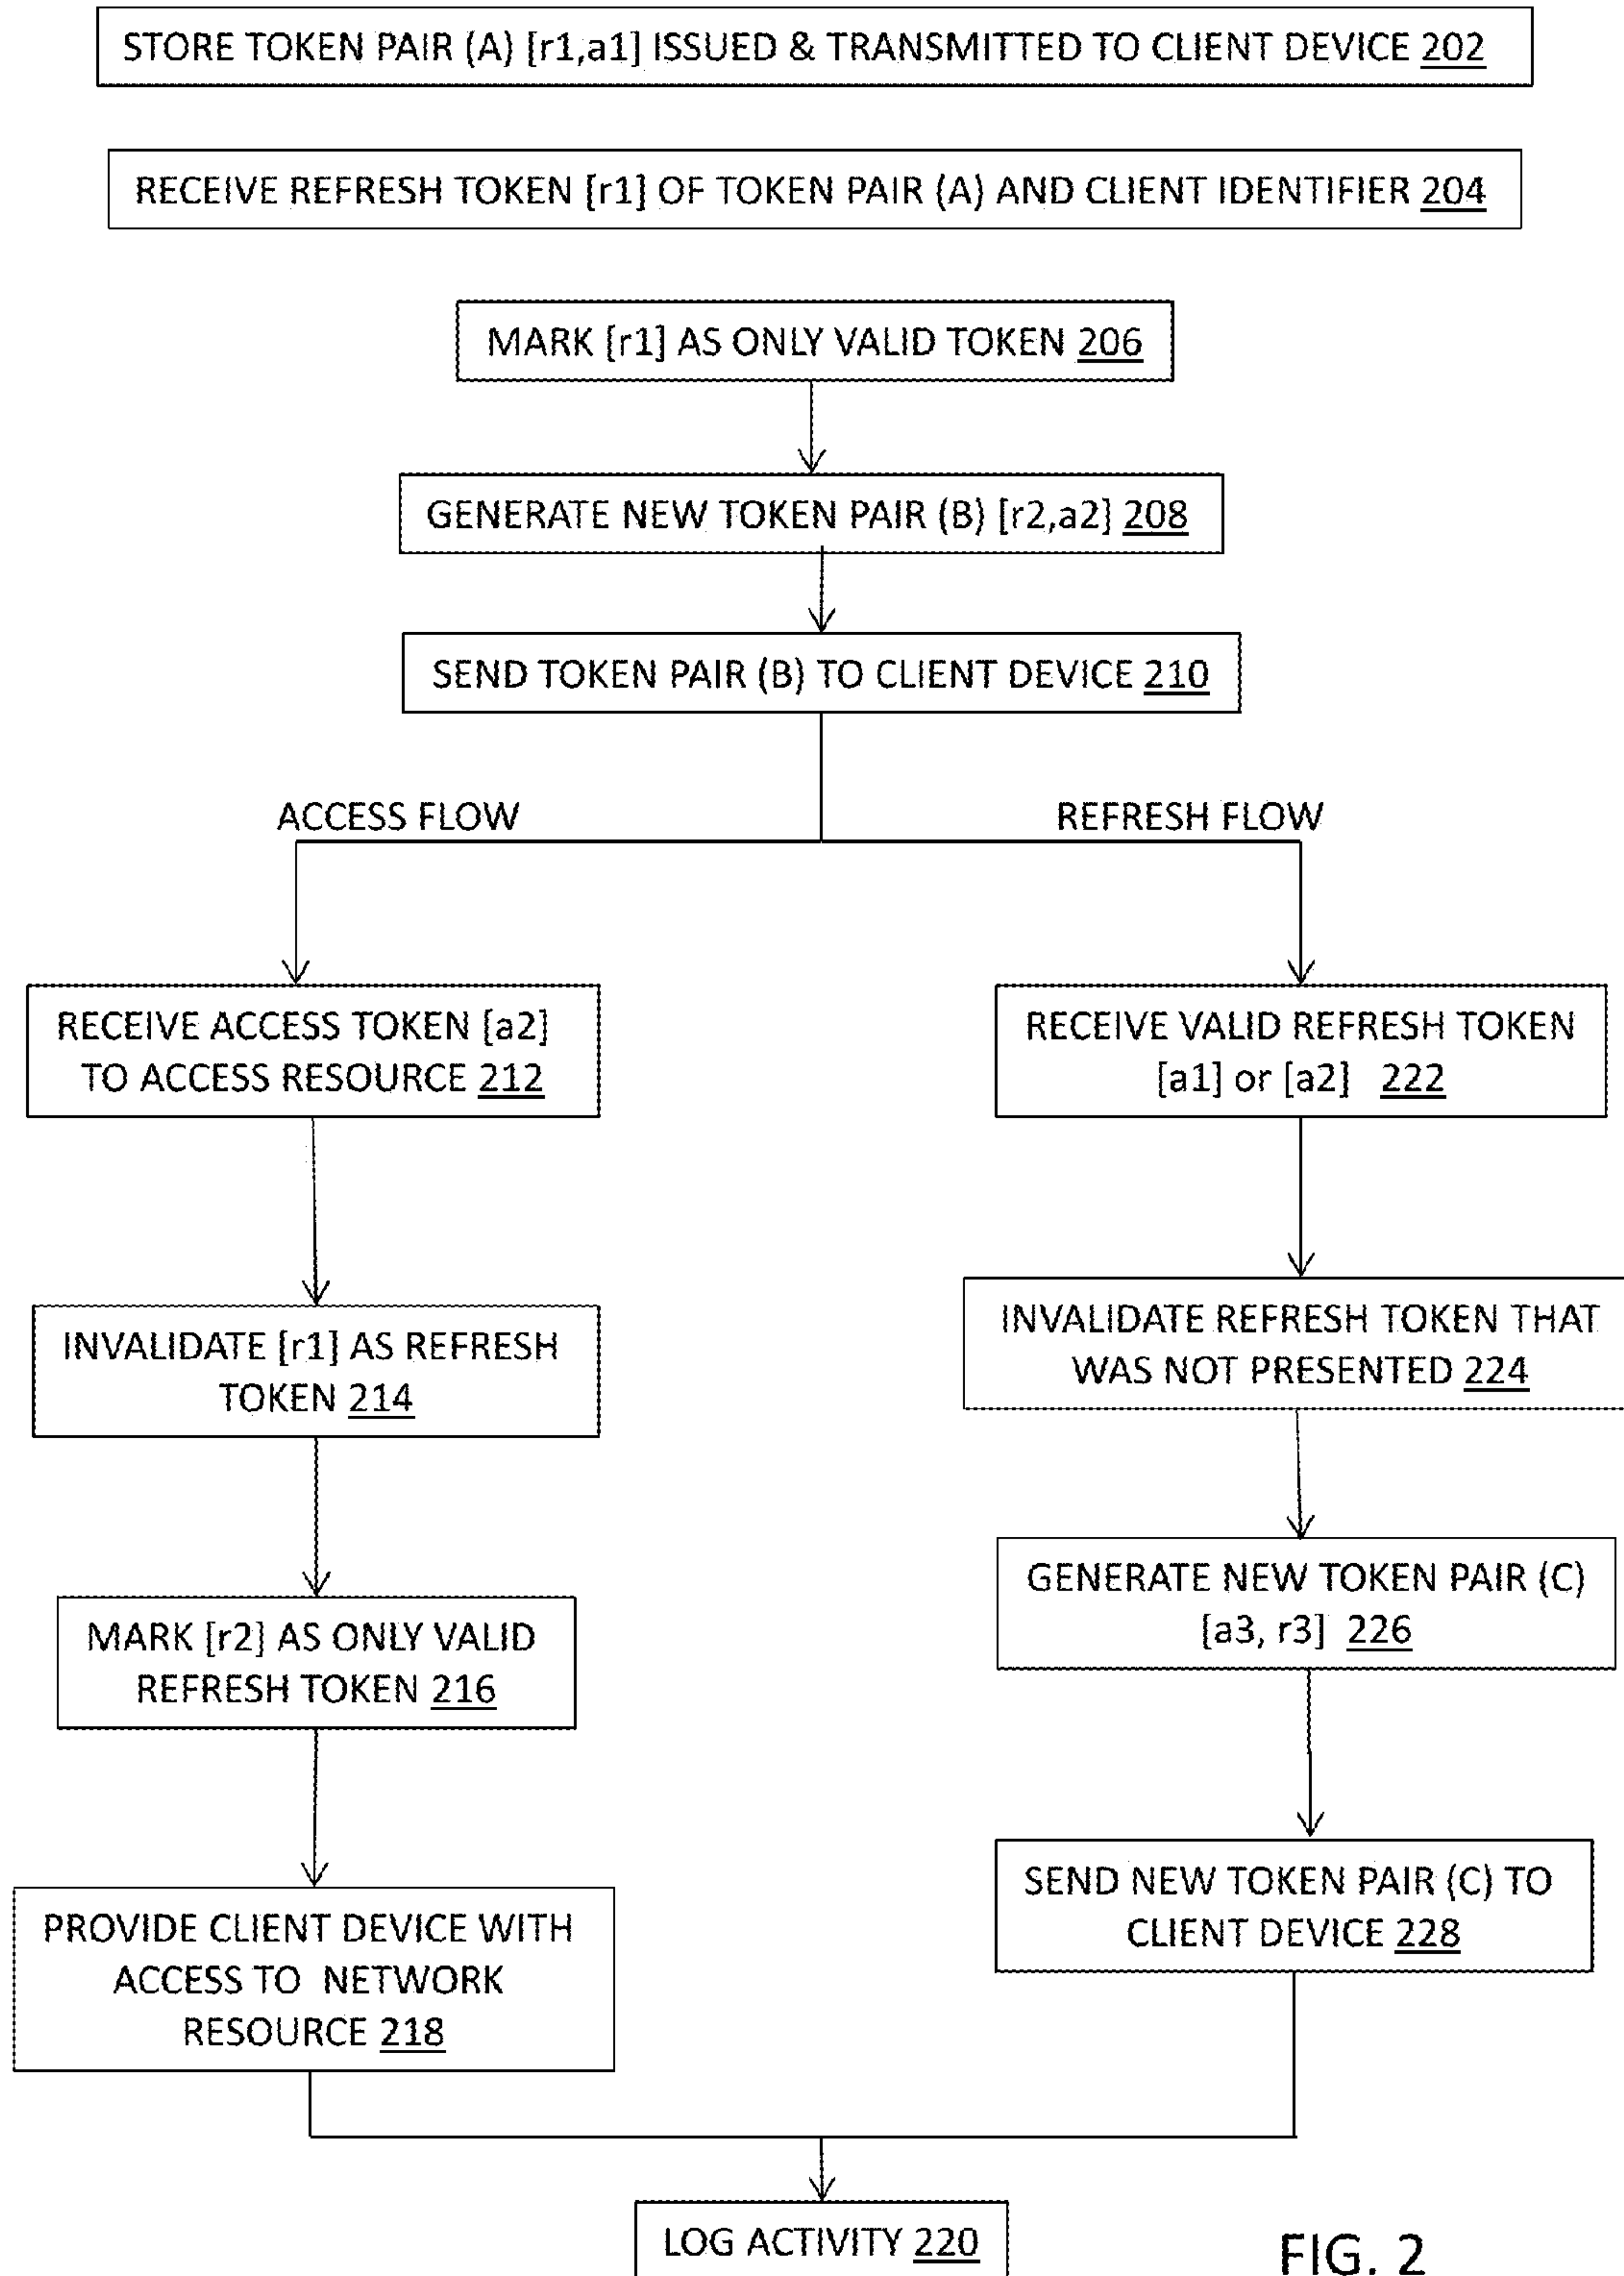 STORE TOKEN PAIR (A) [r1,a1] ISSUED & TRANSMITTED TO CLIENT DEVICE 202
RECEIVE REFRESH TOKEN [r1] OF TOKEN PAIR (A) AND CLIENT IDENTIFIER 204
MARK [r1] AS ONLY VALID TOKEN 206
GENERATE NEW TOKEN PAIR (B) [r2,a2] 208
SEND TOKEN PAIR (B) TO CLIENT DEVICE 210
ACCESS FLOW
RECEIVE ACCESS TOKEN [a2]
TO ACCESS RESOURCE 212
INVALIDATE [r1] AS REFRESH
TOKEN 214
MARK [r2] AS ONLY VALID
REFRESH TOKEN 216
PROVIDE CLIENT DEVICE WITH
ACCESS TO NETWORK
RESOURCE 218
REFRESH FLOW
RECEIVE VALID REFRESH TOKEN
[a1] or [a2] 222
INVALIDATE REFRESH TOKEN THAT
WAS NOT PRESENTED 224
GENERATE NEW TOKEN PAIR (C)
[a3, r3] 226
SEND NEW TOKEN PAIR (C) TO
CLIENT DEVICE 228
LOG ACTIVITY 220
FIG. 2